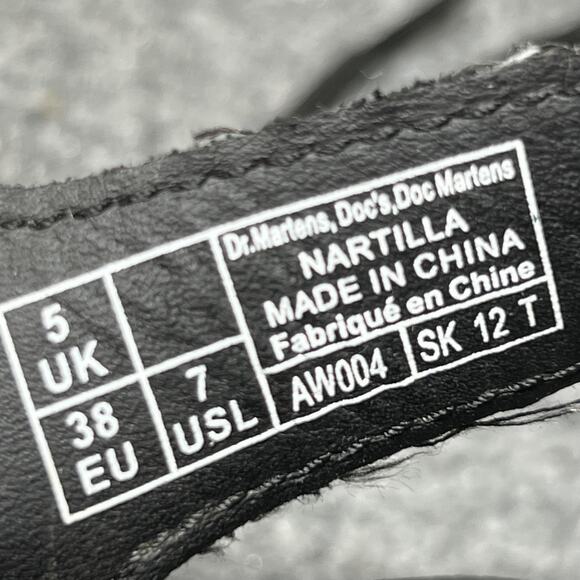 Dr.Martens, Doc's, Doc Martens
NARTILLA
MADE IN CHINA
Fabriqué en Chine
AW004
SK 12 T
5
UK
38
EU
7
USL